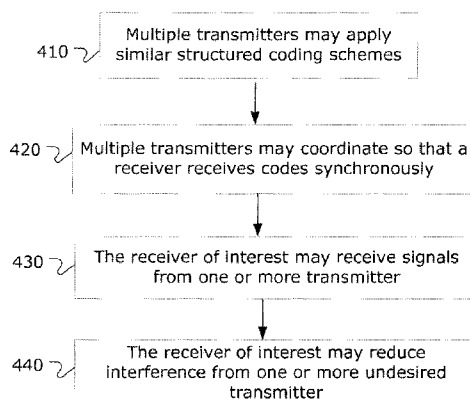 410
Multiple transmitters may apply
similar structured coding schemes
420
Multiple transmitters may coordinate so that a
receiver receives codes synchronously
430
The receiver of interest may receive signals
from one or more transmitter
440
The receiver of interest may reduce
interference from one or more undesired
transmitter